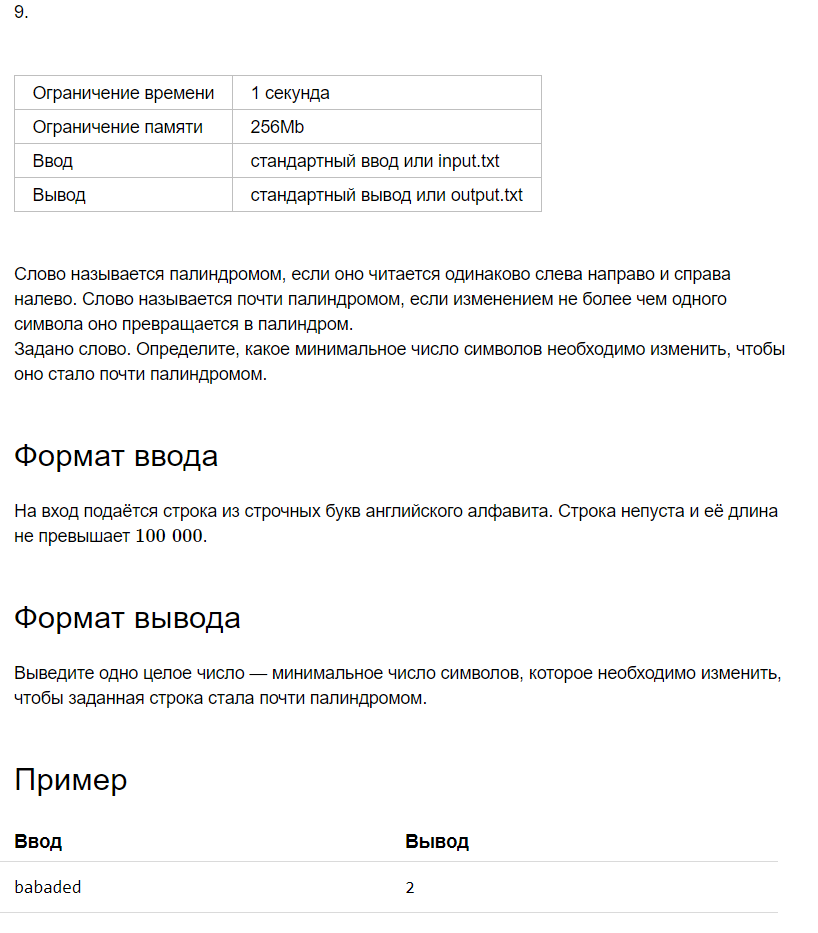 9.
Ограничение времени 1 секунда
Ограничение памяти 256Mb
Ввод стандартный ввод или input.txt
Вывод стандартный вывод или output.txt
Слово называется палиндромом, если оно читается одинаково слева направо и справа
налево. Слово называется почти палиндромом, если изменением не более чем одного
символа оно превращается в палиндром.
Задано слово. Определите, какое минимальное число символов необходимо изменить, чтобы
оно стало почти палиндромом.
Формат ввода
На вход подаётся строка из строчных букв английского алфавита. Строка непуста и её длина
не превышает 100 000.
Формат вывода
Выведите одно целое число — минимальное число символов, которое необходимо изменить,
чтобы заданная строка стала почти палиндромом.
Пример
Ввод Вывод
babaded 2